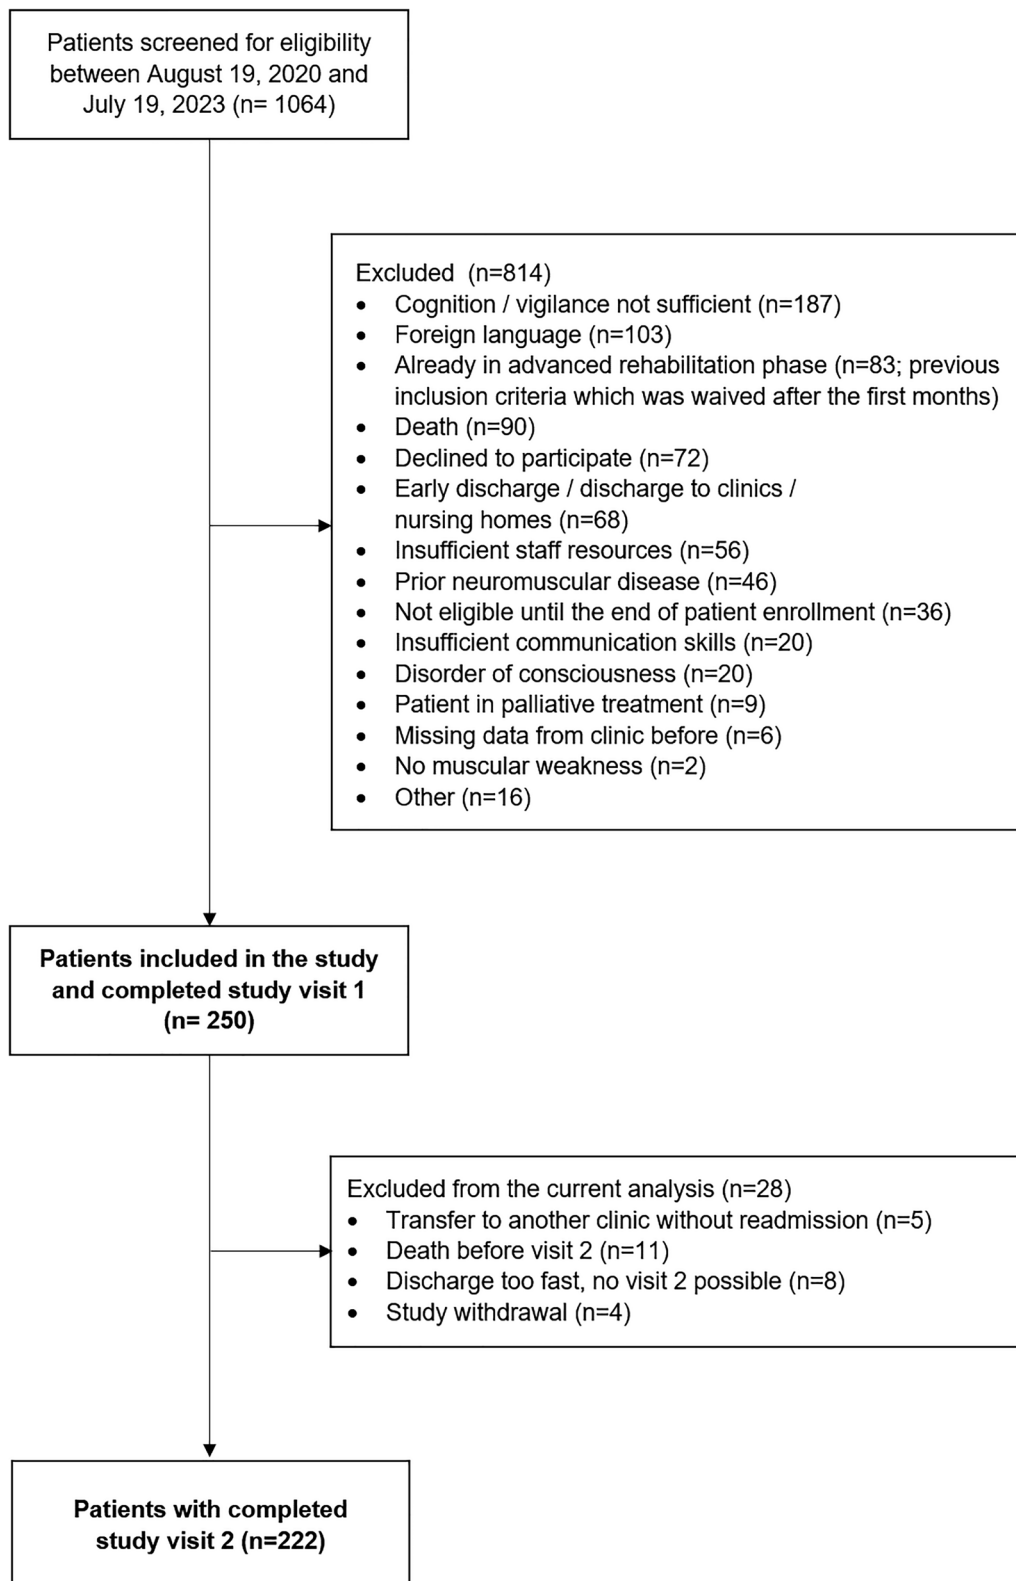 Patients screened for eligibility
between August 19, 2020 and
July 19, 2023 (n= 1064)
Excluded  (n=814)
• Cognition / vigilance not sufficient (n=187)
• Foreign language (n=103)
• Already in advanced rehabilitation phase (n=83; previous
inclusion criteria which was waived after the first months)
• Death (n=90)
• Declined to participate (n=72)
• Early discharge / discharge to clinics /
nursing homes (n=68)
• Insufficient staff resources (n=56)
• Prior neuromuscular disease (n=46)
• Not eligible until the end of patient enrollment (n=36)
• Insufficient communication skills (n=20)
• Disorder of consciousness (n=20)
• Patient in palliative treatment (n=9)
• Missing data from clinic before (n=6)
• No muscular weakness (n=2)
• Other (n=16)
Patients included in the study
and completed study visit 1
(n= 250)
Excluded from the current analysis (n=28)
• Transfer to another clinic without readmission (n=5)
• Death before visit 2 (n=11)
• Discharge too fast, no visit 2 possible (n=8)
• Study withdrawal (n=4)
Patients with completed
study visit 2 (n=222)